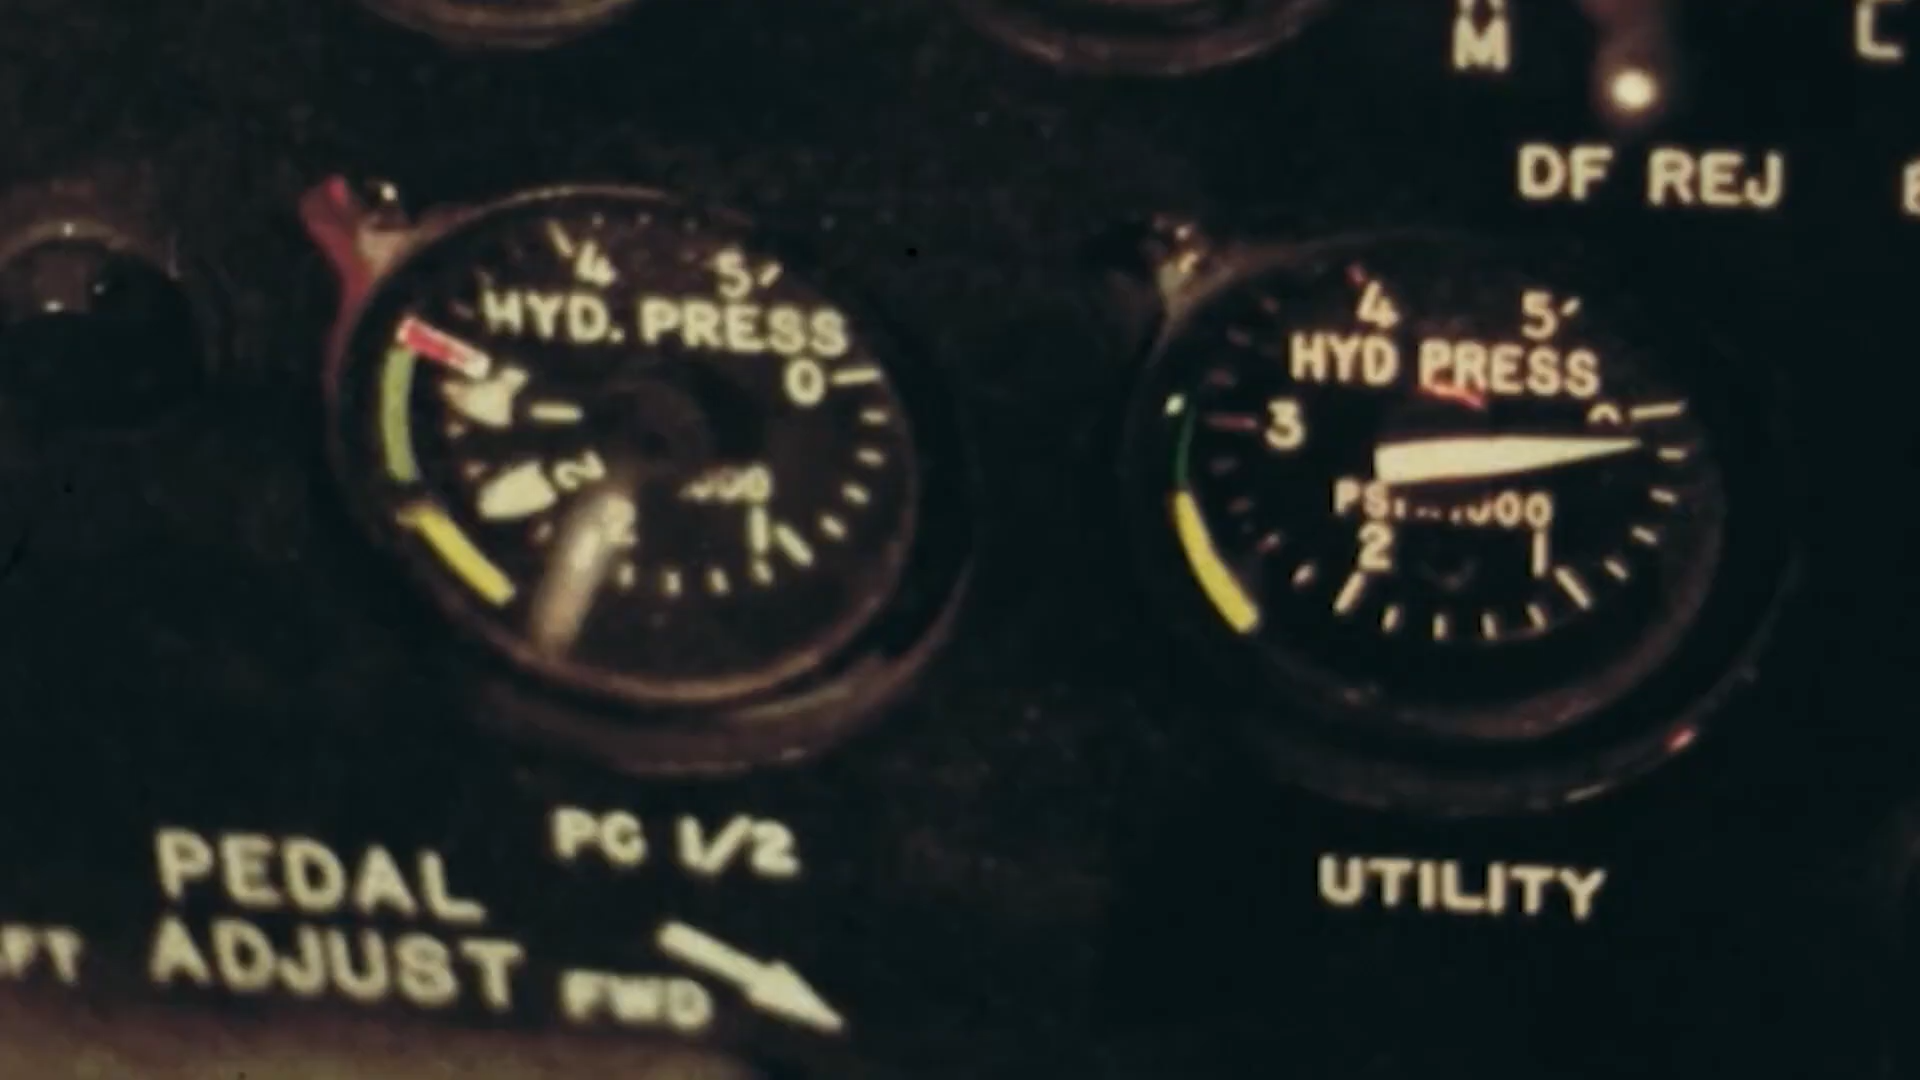 M
DF REJ
4 5
HYD. PRESS
0
2
1
4 5
HYD PRESS
3
2 1
PG 1/2
UTILITY
PEDAL
ADJUST FWD